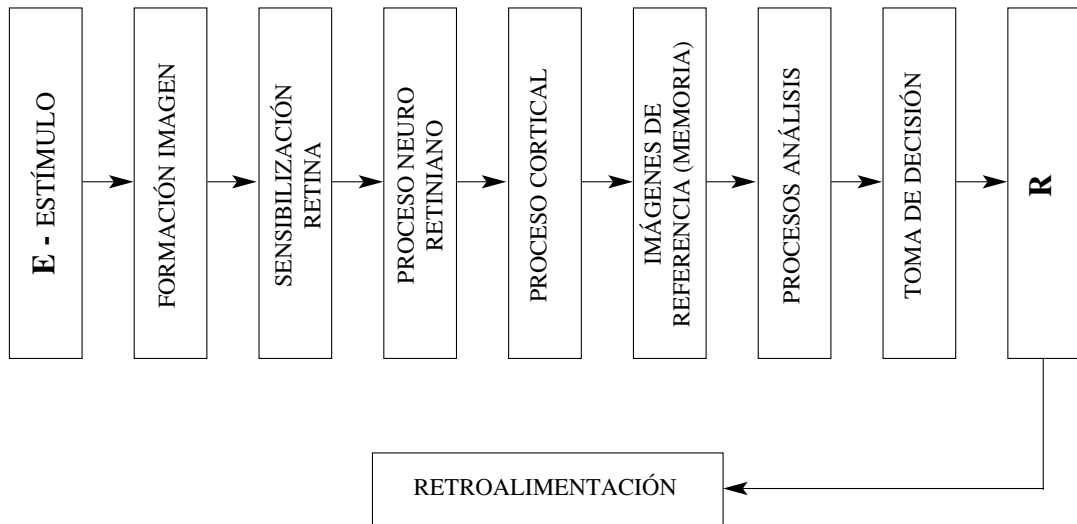 E - ESTÍMULO
FORMACIÓN IMAGEN
SENSIBILIZACIÓN
RETINA
PROCESO NEURO
RETINIANO
PROCESO CORTICAL
IMÁGENES DE
REFERENCIA (MEMORIA)
PROCESOS ANÁLISIS
TOMA DE DECISIÓN
R
RETROALIMENTACIÓN